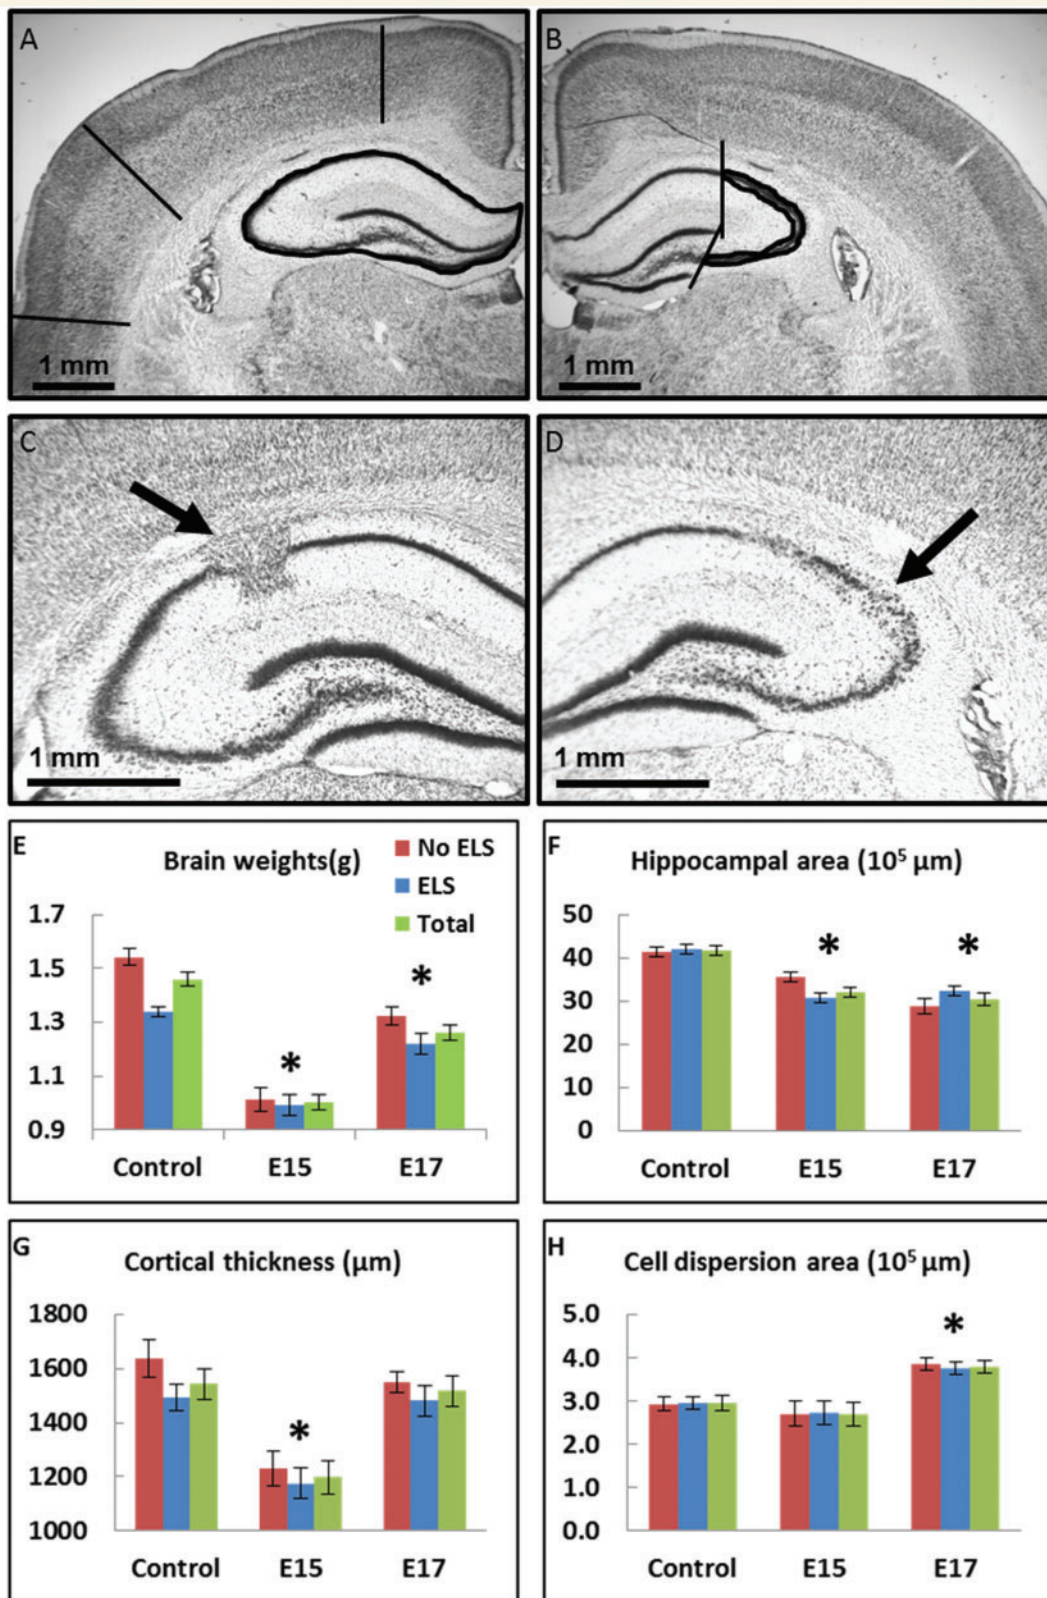 A
B
1 mm
1 mm
C
D
1 mm
1 mm
E
Brain weights(g)
No ELS
ELS
Total
1.7
1.5
1.3
1.1
0.9
*
*
Control E15 E17
F
Hippocampal area (10⁵ μm)
50
40
30
20
10
0
*
*
Control E15 E17
G
Cortical thickness (μm)
1800
1600
1400
1200
1000
*
Control E15 E17
H
Cell dispersion area (10⁵ μm)
5.0
4.0
3.0
2.0
1.0
0.0
*
Control E15 E17